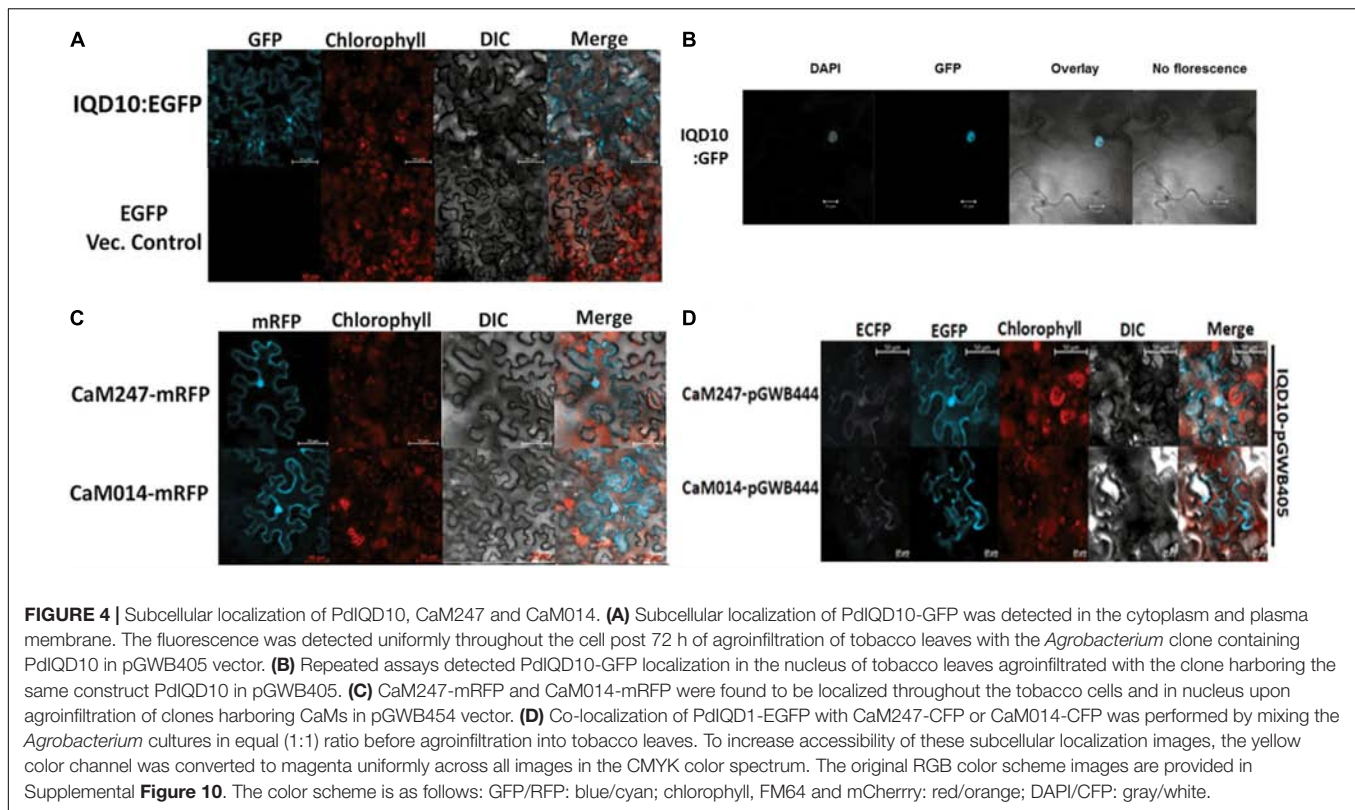 A
GFP Chlorophyll DIC Merge
IQD10:EGFP
EGFP
Vec. Control
B
DAPI GFP Overlay No florescence
IQD10
:GFP
C
mRFP Chlorophyll DIC Merge
CaM247-mRFP
CaM014-mRFP
D
ECFP EGFP Chlorophyll DIC Merge
CaM247-pGWB444
CaM014-pGWB444
IQD10-pGWB405
FIGURE 4 | Subcellular localization of PdIQD10, CaM247 and CaM014. (A) Subcellular localization of PdIQD10-GFP was detected in the cytoplasm and plasma
membrane. The fluorescence was detected uniformly throughout the cell post 72 h of agroinfiltration of tobacco leaves with the Agrobacterium clone containing
PdIQD10 in pGWB405 vector. (B) Repeated assays detected PdIQD10-GFP localization in the nucleus of tobacco leaves agroinfiltrated with the clone harboring the
same construct PdIQD10 in pGWB405. (C) CaM247-mRFP and CaM014-mRFP were found to be localized throughout the tobacco cells and in nucleus upon
agroinfiltration of clones harboring CaMs in pGWB454 vector. (D) Co-localization of PdIQD1-EGFP with CaM247-CFP or CaM014-CFP was performed by mixing the
Agrobacterium cultures in equal (1:1) ratio before agroinfiltration into tobacco leaves. To increase accessibility of these subcellular localization images, the yellow
color channel was converted to magenta uniformly across all images in the CMYK color spectrum. The original RGB color scheme images are provided in
Supplemental Figure 10. The color scheme is as follows: GFP/RFP: blue/cyan; chlorophyll, FM64 and mCherrry: red/orange; DAPI/CFP: gray/white.